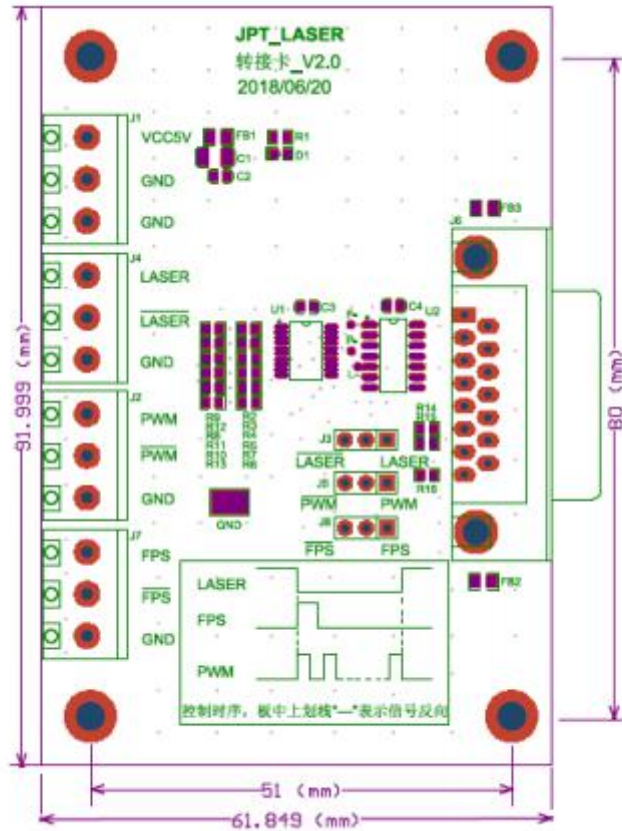 JPT_LASER
转接卡_V2.0
2018/06/20
J1
VCC5V
GND
GND
FB1
C1
C2
R1
D1
FB3
J6
J4
LASER
LASER
GND
U1
C3
C4
U2
J2
PWM
PWM
GND
R9
R12
R8
R11
R10
R13
R2
R3
R4
R5
R7
R6
GND
R14
R15
R16
J3
LASER
LASER
J5
PWM
PWM
J8
FPS
FPS
J7
FPS
FPS
GND
FB2
LASER
FPS
PWM
控制时序，板中上划线"—"表示信号反向
91.999 (mm)
80 (mm)
51 (mm)
61.849 (mm)